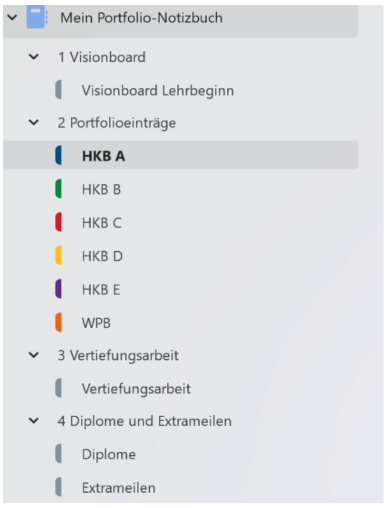 Mein Portfolio-Notizbuch
1 Visionboard
Visionboard Lehrbeginn
2 Portfolioeinträge
HKB A
HKB B
HKB C
HKB D
HKB E
WPB
3 Vertiefungsarbeit
Vertiefungsarbeit
4 Diplome und Extrameilen
Diplome
Extrameilen